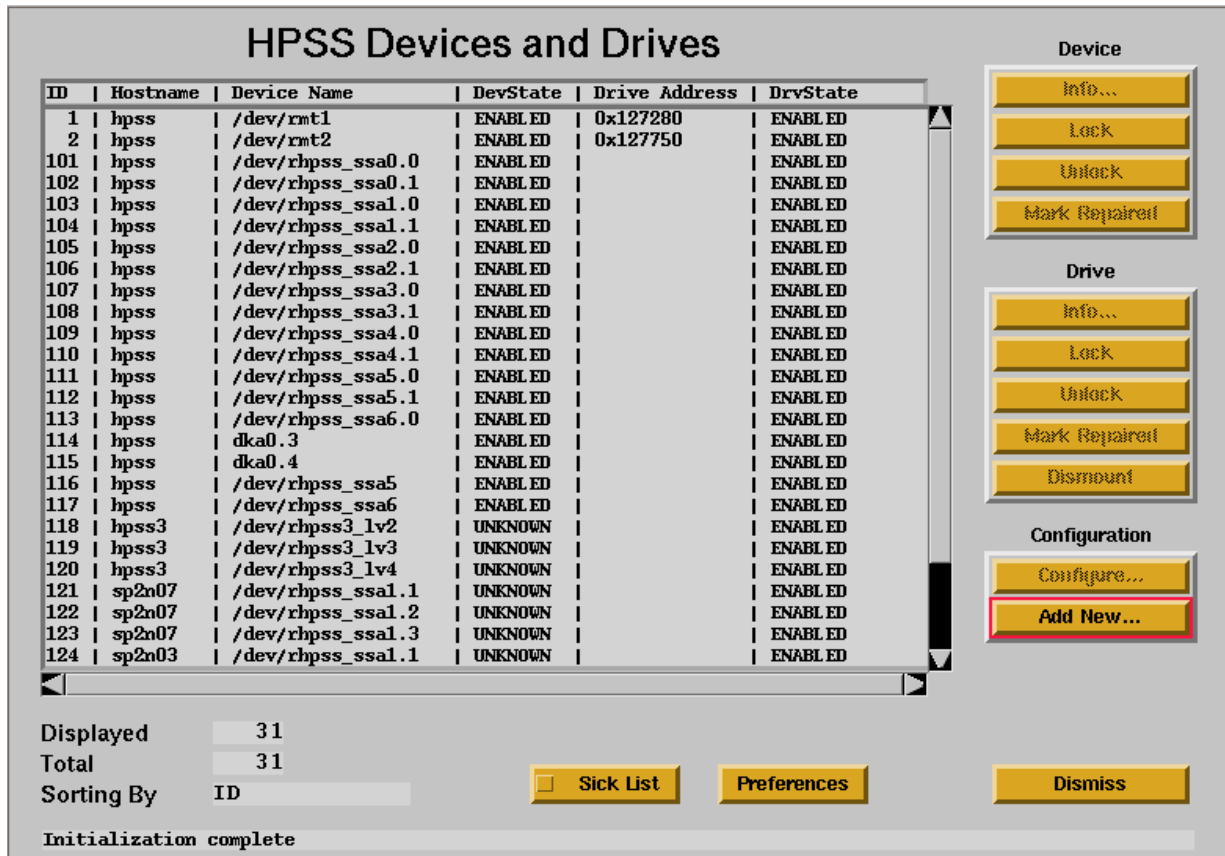 HPSS Devices and Drives
ID | Hostname | Device Name | DevState | Drive Address | DrvState
1 | hpss | /dev/rmt1 | ENABLED | 0x127280 | ENABLED
2 | hpss | /dev/rmt2 | ENABLED | 0x127750 | ENABLED
101 | hpss | /dev/rhpss_ssa0.0 | ENABLED | | ENABLED
102 | hpss | /dev/rhpss_ssa0.1 | ENABLED | | ENABLED
103 | hpss | /dev/rhpss_ssa1.0 | ENABLED | | ENABLED
104 | hpss | /dev/rhpss_ssa1.1 | ENABLED | | ENABLED
105 | hpss | /dev/rhpss_ssa2.0 | ENABLED | | ENABLED
106 | hpss | /dev/rhpss_ssa2.1 | ENABLED | | ENABLED
107 | hpss | /dev/rhpss_ssa3.0 | ENABLED | | ENABLED
108 | hpss | /dev/rhpss_ssa3.1 | ENABLED | | ENABLED
109 | hpss | /dev/rhpss_ssa4.0 | ENABLED | | ENABLED
110 | hpss | /dev/rhpss_ssa4.1 | ENABLED | | ENABLED
111 | hpss | /dev/rhpss_ssa5.0 | ENABLED | | ENABLED
112 | hpss | /dev/rhpss_ssa5.1 | ENABLED | | ENABLED
113 | hpss | /dev/rhpss_ssa6.0 | ENABLED | | ENABLED
114 | hpss | dka0.3 | ENABLED | | ENABLED
115 | hpss | dka0.4 | ENABLED | | ENABLED
116 | hpss | /dev/rhpss_ssa5 | ENABLED | | ENABLED
117 | hpss | /dev/rhpss_ssa6 | ENABLED | | ENABLED
118 | hpss3 | /dev/rhpss3_lv2 | UNKNOWN | | ENABLED
119 | hpss3 | /dev/rhpss3_lv3 | UNKNOWN | | ENABLED
120 | hpss3 | /dev/rhpss3_lv4 | UNKNOWN | | ENABLED
121 | sp2n07 | /dev/rhpss_ssa1.1 | UNKNOWN | | ENABLED
122 | sp2n07 | /dev/rhpss_ssa1.2 | UNKNOWN | | ENABLED
123 | sp2n07 | /dev/rhpss_ssa1.3 | UNKNOWN | | ENABLED
124 | sp2n03 | /dev/rhpss_ssa1.1 | UNKNOWN | | ENABLED
Device
Info...
Lock
Unlock
Mark Repaired
Drive
Info...
Lock
Unlock
Mark Repaired
Dismount
Configuration
Configure...
Add New...
Displayed 31
Total 31
Sorting By ID
Sick List
Preferences
Dismiss
Initialization complete